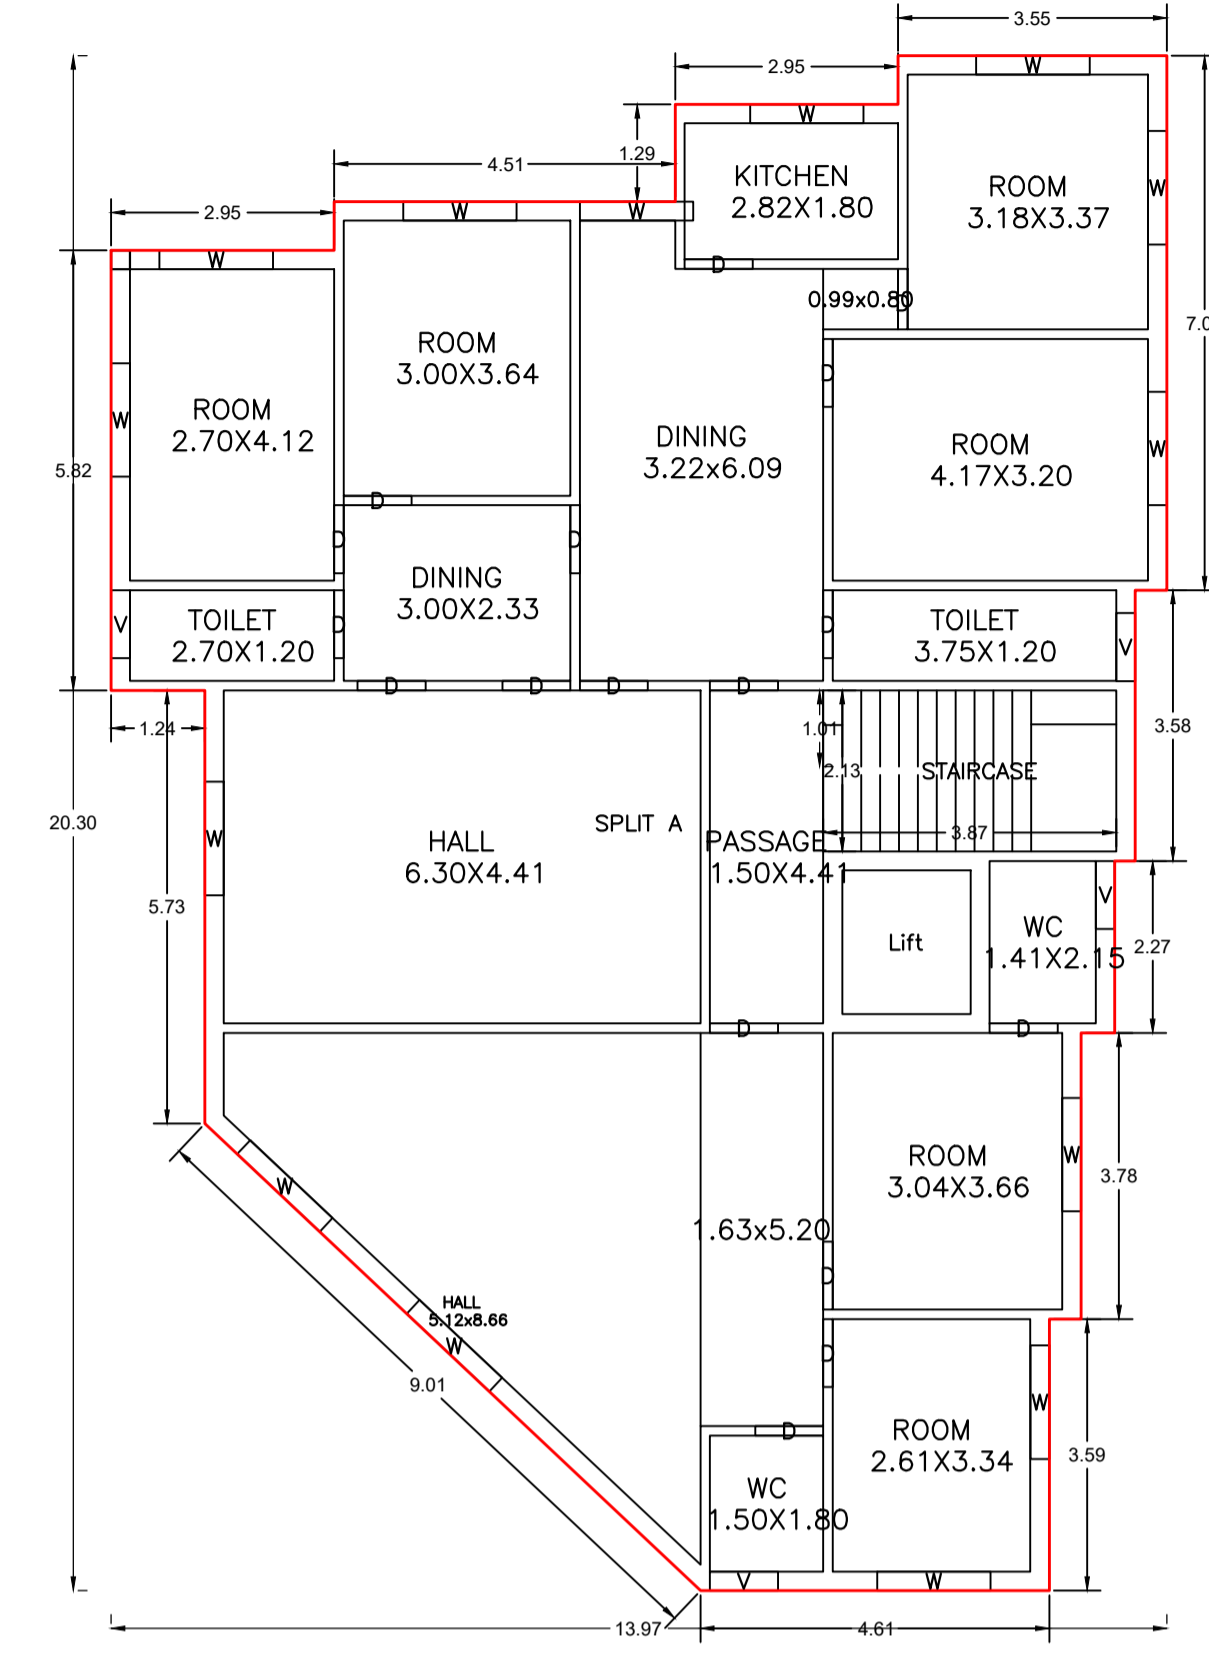 3.55
2.95
W
W
1.29
4.51
KITCHEN
2.82X1.80
ROOM
3.18X3.37
W
2.95
W
W
W
D
0.99x0.80
D
7.0
ROOM
3.00X3.64
D
ROOM
2.70X4.12
W
DINING
3.22x6.09
ROOM
4.17X3.20
W
5.82
D
D
D
DINING
3.00X2.33
TOILET
2.70X1.20
V
D
D
TOILET
3.75X1.20
V
D
D
D
D
1.24
1.01
3.58
2.13
STAIRCASE
20.30
W
HALL
6.30X4.41
SPLIT A
PASSAGE
1.50X4.41
3.87
5.73
V
Lift
WC
1.41X2.15
2.27
D
D
ROOM
3.04X3.66
W
3.78
W
1.63x5.20
D
HALL
5.12x8.66
W
D
9.01
W
D
ROOM
2.61X3.34
3.59
WC
1.50X1.80
V
W
13.97
4.61